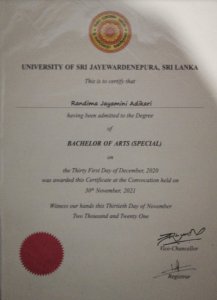 UNIVERSITY OF SRI JAYEWARDENEPURA, SRI LANKA
This is to certify that
Randima Jayamini Adikari
having been admitted to the Degree
of
BACHELOR OF ARTS (SPECIAL)
on
the Thirty First Day of December, 2020
was awarded this Certificate at the Convocation held on
30th November, 2021
Witness our hands this Thirtieth Day of November
Two Thousand and Twenty One
Vice-Chancellor
Registrar